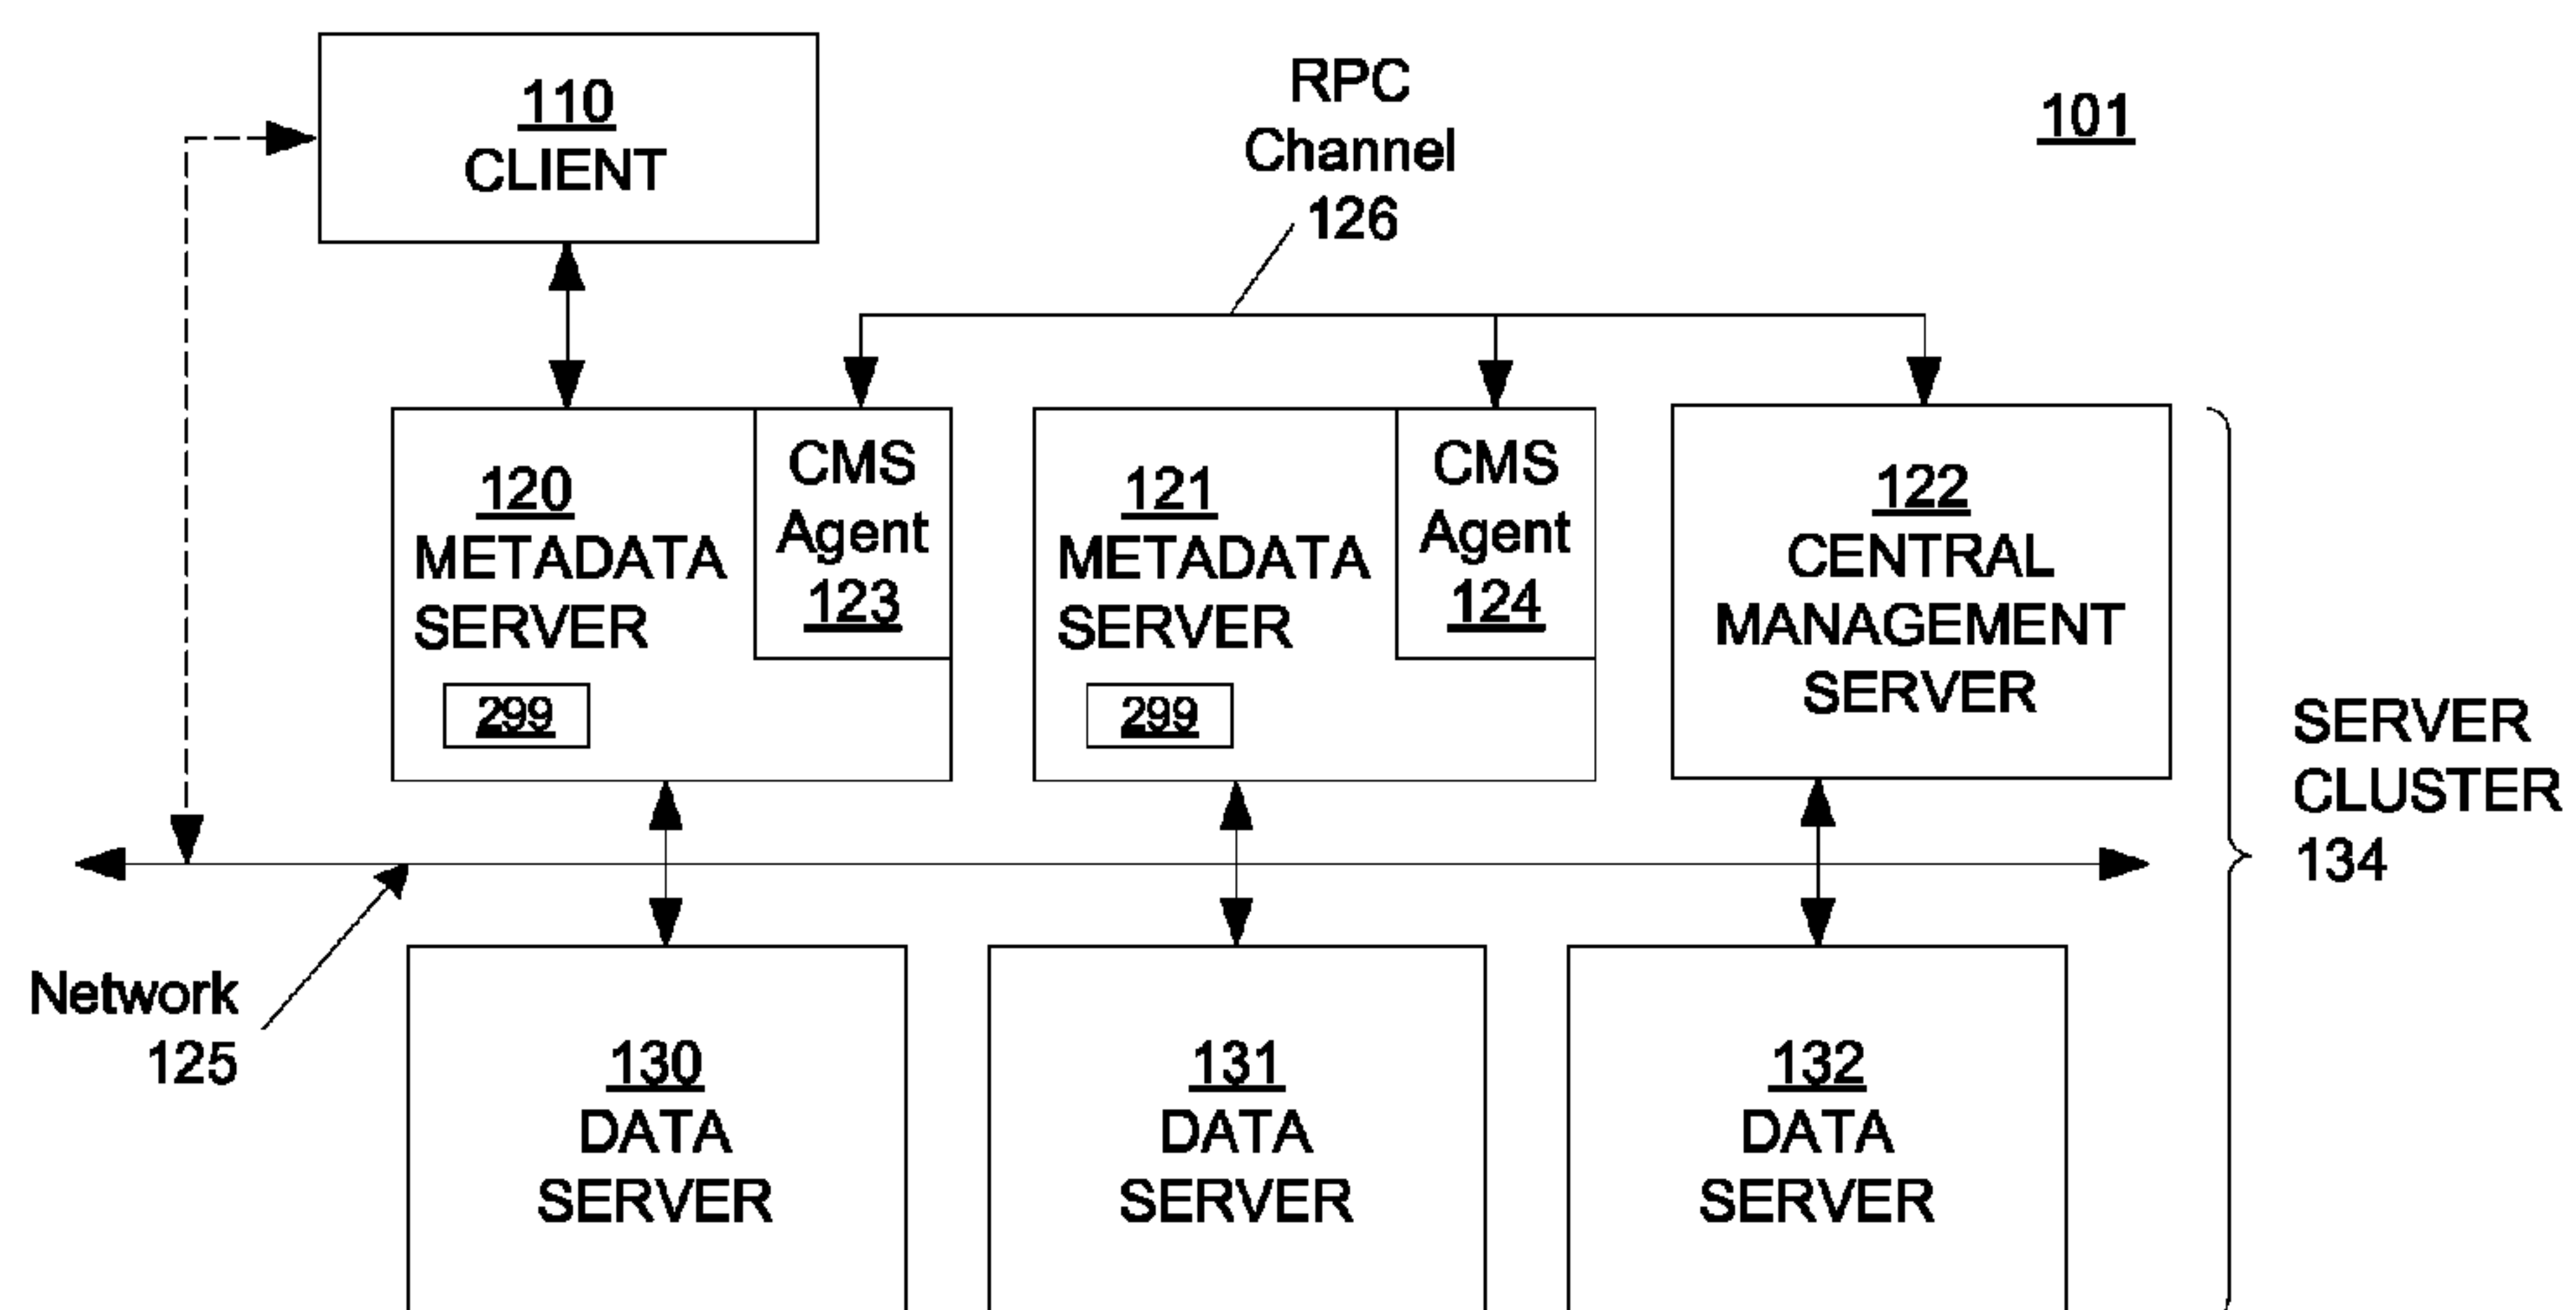 110
CLIENT
RPC
Channel
126
101
120
METADATA
SERVER
299
CMS
Agent
123
121
METADATA
SERVER
299
CMS
Agent
124
122
CENTRAL
MANAGEMENT
SERVER
SERVER
CLUSTER
134
Network
125
130
DATA
SERVER
131
DATA
SERVER
132
DATA
SERVER